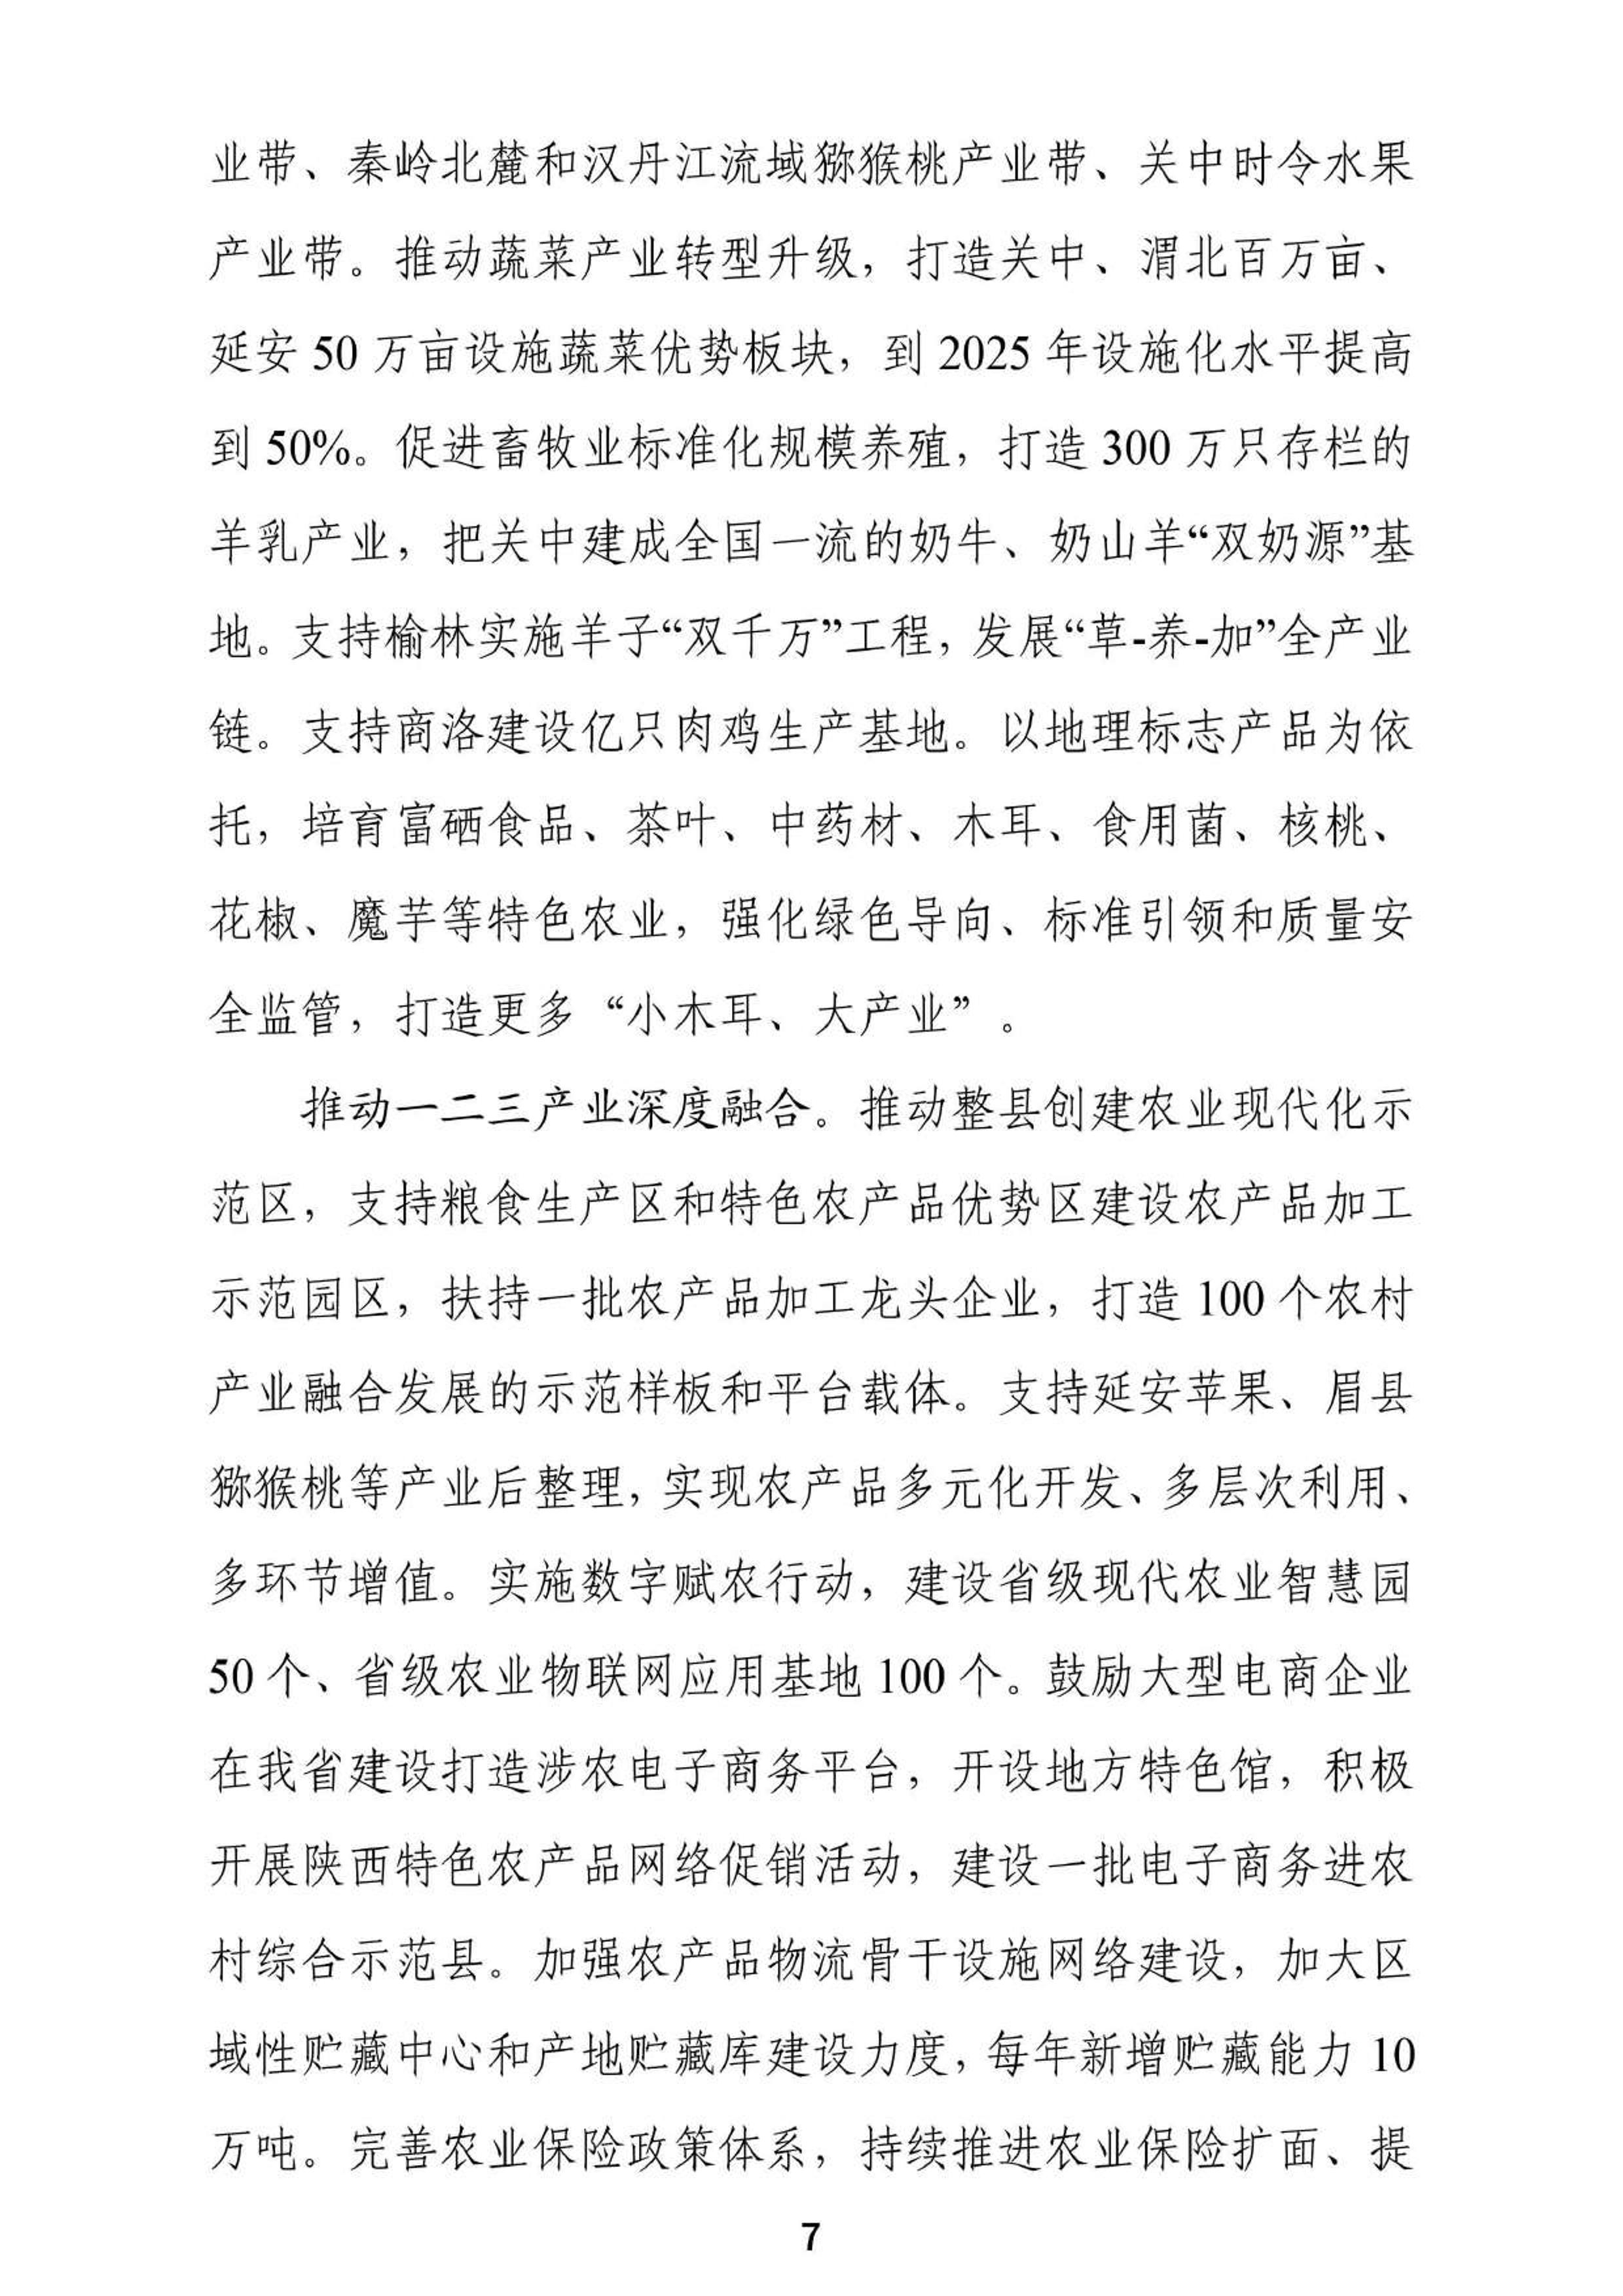 业带、秦岭北麓和汉丹江流域猕猴桃产业带、关中时令水果
产业带。推动蔬菜产业转型升级，打造关中、渭北百万亩、
延安 50 万亩设施蔬菜优势板块，到 2025 年设施化水平提高
到 50%。促进畜牧业标准化规模养殖，打造 300 万只存栏的
羊乳产业，把关中建成全国一流的奶牛、奶山羊“双奶源”基
地。支持榆林实施羊子“双千万”工程，发展“草-养-加”全产业
链。支持商洛建设亿只肉鸡生产基地。以地理标志产品为依
托，培育富硒食品、茶叶、中药材、木耳、食用菌、核桃、
花椒、魔芋等特色农业，强化绿色导向、标准引领和质量安
全监管，打造更多“小木耳、大产业”。
推动一二三产业深度融合。推动整县创建农业现代化示
范区，支持粮食生产区和特色农产品优势区建设农产品加工
示范园区，扶持一批农产品加工龙头企业，打造 100 个农村
产业融合发展的示范样板和平台载体。支持延安苹果、眉县
猕猴桃等产业后整理，实现农产品多元化开发、多层次利用、
多环节增值。实施数字赋农行动，建设省级现代农业智慧园
50 个、省级农业物联网应用基地 100 个。鼓励大型电商企业
在我省建设打造涉农电子商务平台，开设地方特色馆，积极
开展陕西特色农产品网络促销活动，建设一批电子商务进农
村综合示范县。加强农产品物流骨干设施网络建设，加大区
域性贮藏中心和产地贮藏库建设力度，每年新增贮藏能力 10
万吨。完善农业保险政策体系，持续推进农业保险扩面、提
7